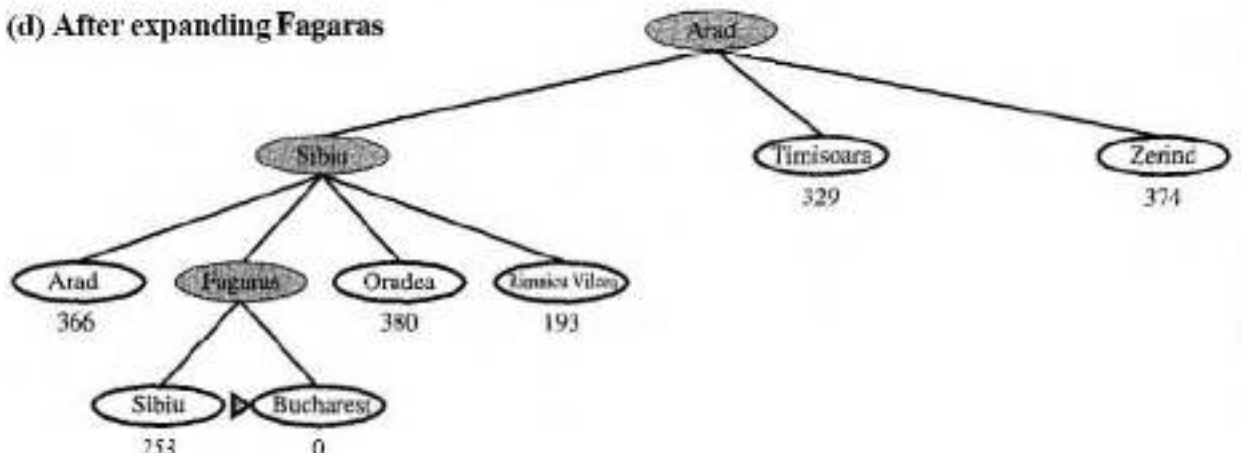 (d) After expanding Fagaras
Arad
Sibiu
Timisoara
Zerind
329
374
Arad
Fagaras
Oradea
Rimnicu Vilcea
366
380
193
Sibiu
Bucharest
253
0